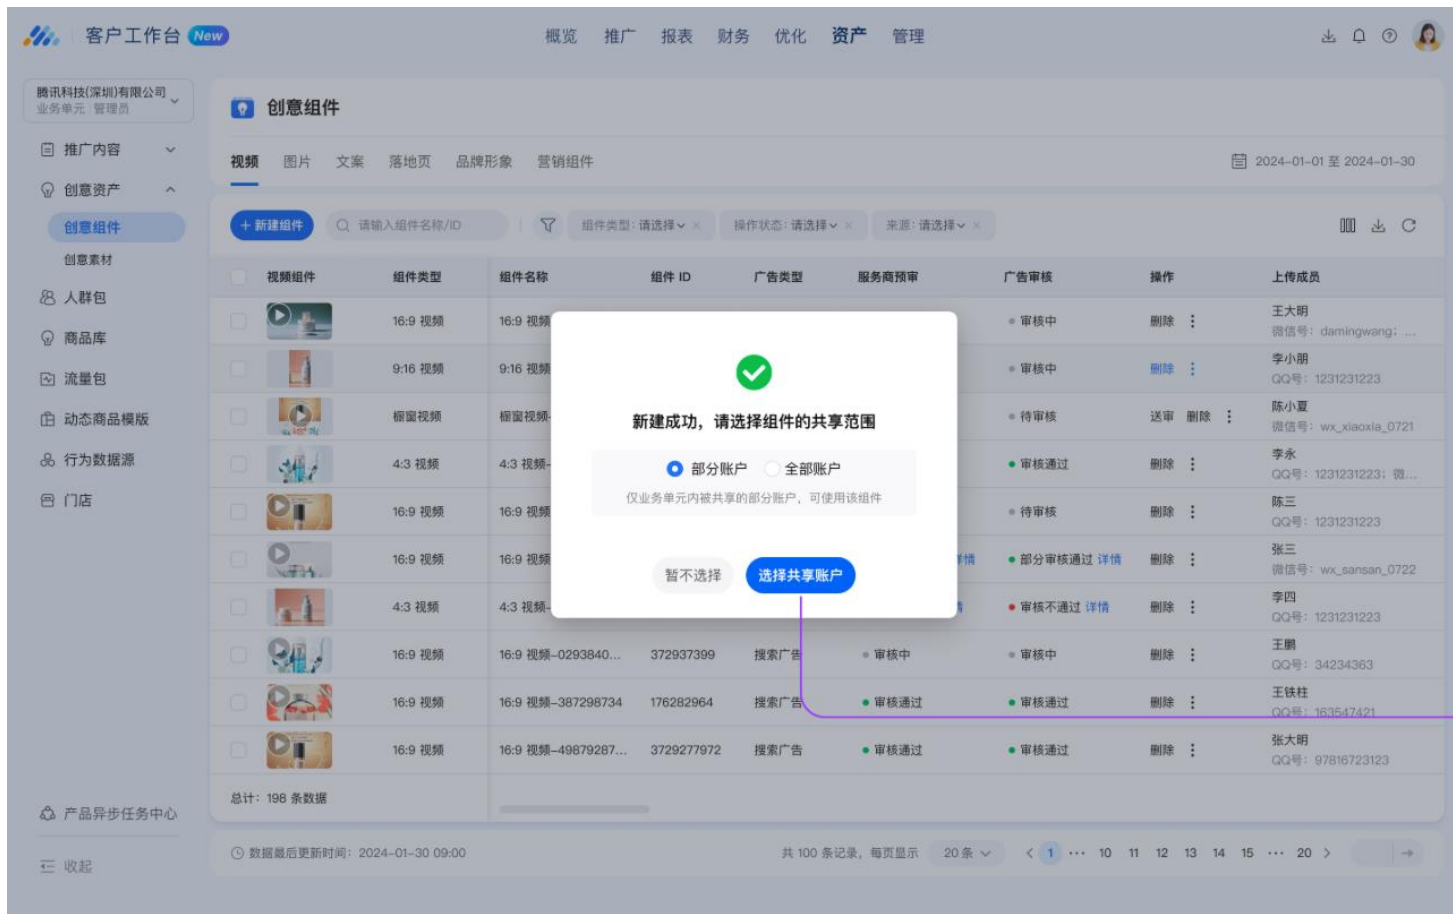 客户工作台 New
概览 推广 报表 财务 优化 资产 管理
腾讯科技(深圳)有限公司
业务单元 管理员
推广内容
创意资产
创意组件
创意素材
人群包
商品库
流量包
动态商品模版
行为数据源
门店
产品异步任务中心
收起
创意组件
视频 图片 文案 落地页 品牌形象 营销组件
2024-01-01 至 2024-01-30
+ 新建组件 请输入组件名称/ID 组件类型: 请选择 × 操作状态: 请选择 × 来源: 请选择 ×
视频组件 组件类型 组件名称 组件 ID 广告类型 服务商预审 广告审核 操作 上传成员
16:9 视频 16:9 视频 审核中 删除 王大明
微信号: damingwang; ...
9:16 视频 9:16 视频 审核中 删除 李小朋
QQ号: 1231231223
橱窗视频 橱窗视频- 待审核 送审 删除 陈小夏
微信号: wx_xiaoxia_0721
4:3 视频 4:3 视频- 审核通过 删除 李永
QQ号: 1231231223; 微...
16:9 视频 16:9 视频 待审核 删除 陈三
QQ号: 1231231223
16:9 视频 16:9 视频 详情 部分审核通过 详情 删除 张三
微信号: wx_sansan_0722
4:3 视频 4:3 视频- 审核不通过 详情 删除 李四
QQ号: 1231231223
16:9 视频 16:9 视频-0293840... 372937399 搜索广告 审核中 审核中 删除 王鹏
QQ号: 34234363
16:9 视频 16:9 视频-387298734 176282964 搜索广告 审核通过 审核通过 删除 王铁柱
QQ号: 163547421
16:9 视频 16:9 视频-49879287... 3729277972 搜索广告 审核通过 审核通过 删除 张大明
QQ号: 97816723123
总计: 198 条数据
数据最后更新时间: 2024-01-30 09:00
共 100 条记录, 每页显示 20 条 < 1 ... 10 11 12 13 14 15 ... 20 >
新建成功, 请选择组件的共享范围
部分账户 全部账户
仅业务单元内被共享的部分账户, 可使用该组件
暂不选择 选择共享账户